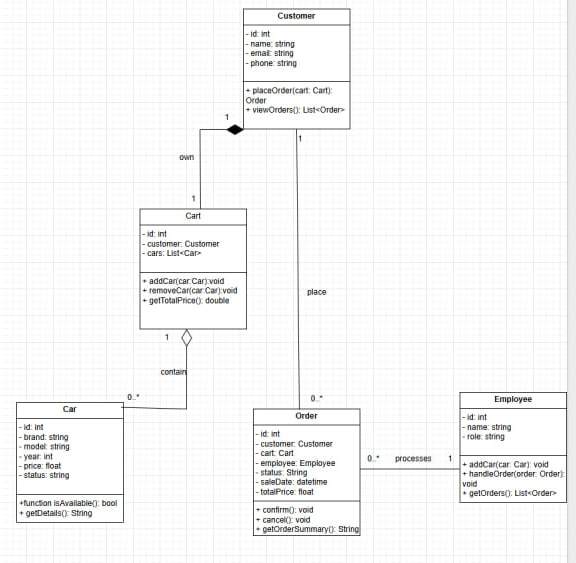 Customer
- id: int
- name: string
- email: string
- phone: string
+ placeOrder(cart: Cart):
Order
+ viewOrders(): List<Order>
1
1
own
1
Cart
- id: int
- customer: Customer
- cars: List<Car>
+ addCar(car:Car):void
+ removeCar(car:Car):void
+ getTotalPrice(): double
place
1
contain
0..*
0..*
Car
- id: int
- brand: string
- model: string
- year: int
- price: float
- status: string
+function isAvailable(): bool
+ getDetails(): String
Order
- id: int
- customer: Customer
- cart: Cart
- employee: Employee
- status: String
- saleDate: datetime
- totalPrice: float
+ confirm(): void
+ cancel(): void
+ getOrderSummary(): String
0..* processes 1
Employee
- id: int
- name: string
- role: string
+ addCar(car: Car): void
+ handleOrder(order: Order):
void
+ getOrders(): List<Order>